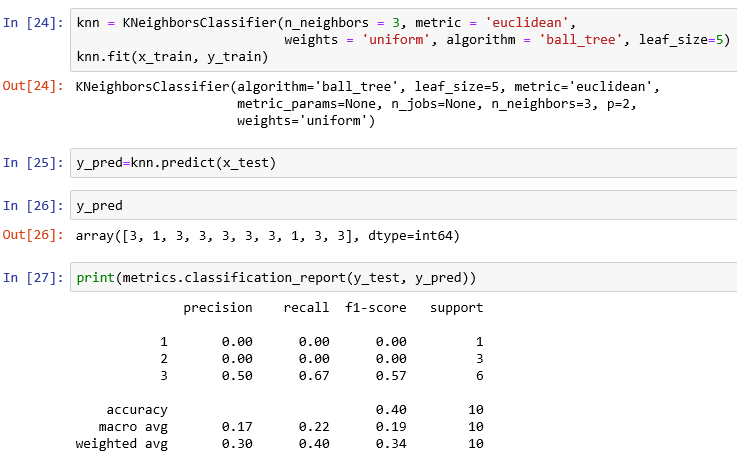 In [24]: knn = KNeighborsClassifier(n_neighbors = 3, metric = 'euclidean',
weights = 'uniform', algorithm = 'ball_tree', leaf_size=5)
knn.fit(x_train, y_train)
Out[24]: KNeighborsClassifier(algorithm='ball_tree', leaf_size=5, metric='euclidean',
metric_params=None, n_jobs=None, n_neighbors=3, p=2,
weights='uniform')
In [25]: y_pred=knn.predict(x_test)
In [26]: y_pred
Out[26]: array([3, 1, 3, 3, 3, 3, 3, 1, 3, 3], dtype=int64)
In [27]: print(metrics.classification_report(y_test, y_pred))
precision recall f1-score support
1 0.00 0.00 0.00 1
2 0.00 0.00 0.00 3
3 0.50 0.67 0.57 6
accuracy 0.40 10
macro avg 0.17 0.22 0.19 10
weighted avg 0.30 0.40 0.34 10